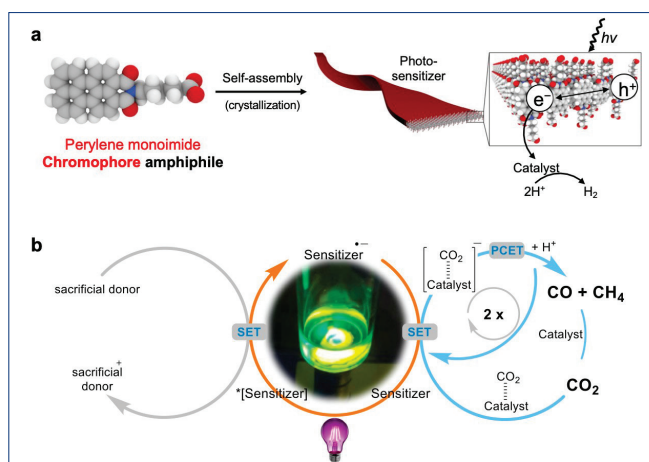 a
hv
Self-assembly
(crystallization)
Photo-
sensitizer
e−
h+
Perylene monoimide
Chromophore amphiphile
Catalyst
2H+
H2
b
Sensitizer•−
CO2
Catalyst
−
PCET
+ H+
sacrificial donor
CO + CH4
2 x
SET
SET
Catalyst
sacrificial
donor+
*[Sensitizer]
Sensitizer
CO2
Catalyst
CO2